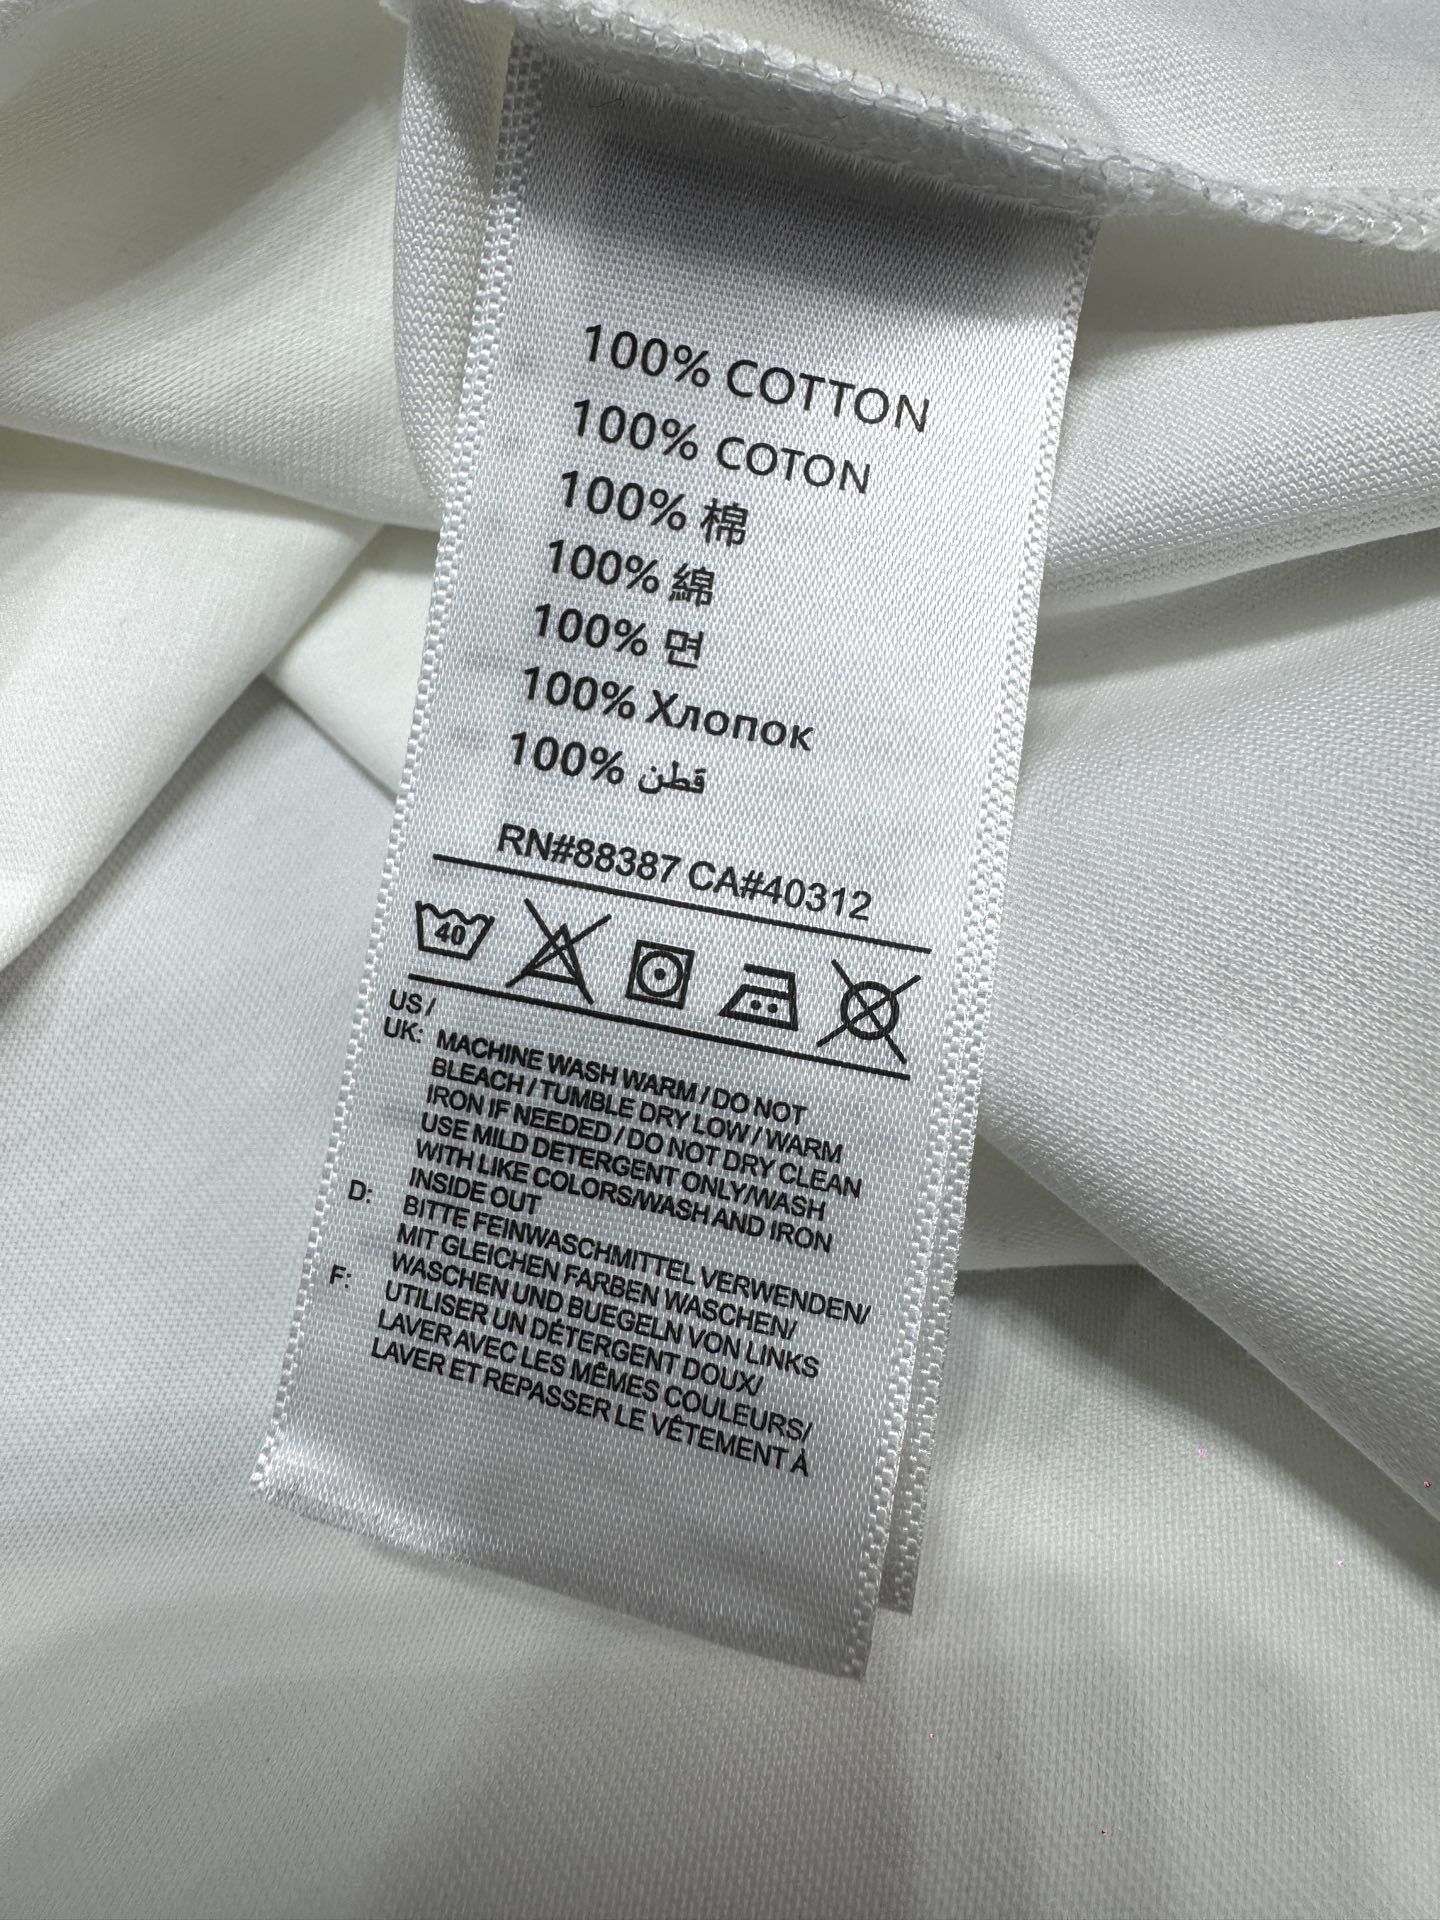 100% COTTON
100% COTON
100% 棉
100% 綿
100% 면
100% Хлопок
100% قطن
RN#88387 CA#40312
40
US /
UK: MACHINE WASH WARM / DO NOT
BLEACH / TUMBLE DRY LOW / WARM
IRON IF NEEDED / DO NOT DRY CLEAN
USE MILD DETERGENT ONLY/WASH
WITH LIKE COLORS/WASH AND IRON
INSIDE OUT
D: BITTE FEINWASCHMITTEL VERWENDEN/
MIT GLEICHEN FARBEN WASCHEN/
WASCHEN UND BUEGELN VON LINKS
F: UTILISER UN DÉTERGENT DOUX/
LAVER AVEC LES MÊMES COULEURS/
LAVER ET REPASSER LE VÊTEMENT À